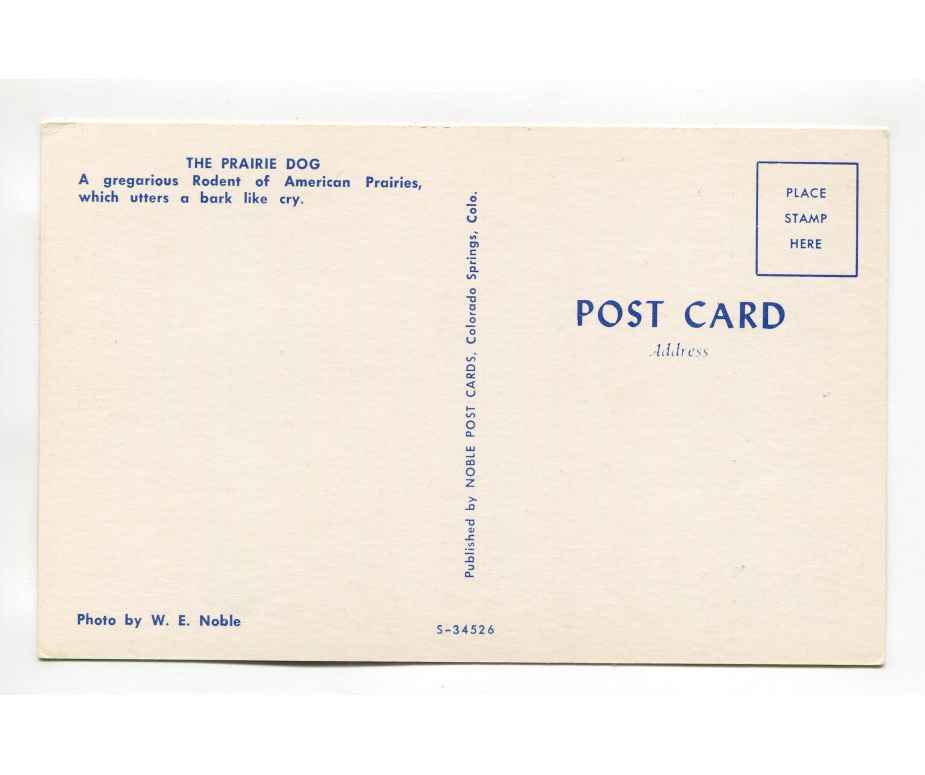 THE PRAIRIE DOG
A gregarious Rodent of American Prairies,
which utters a bark like cry.
Photo by W. E. Noble
Published by NOBLE POST CARDS, Colorado Springs, Colo.
S-34526
PLACE
STAMP
HERE
POST CARD
Address